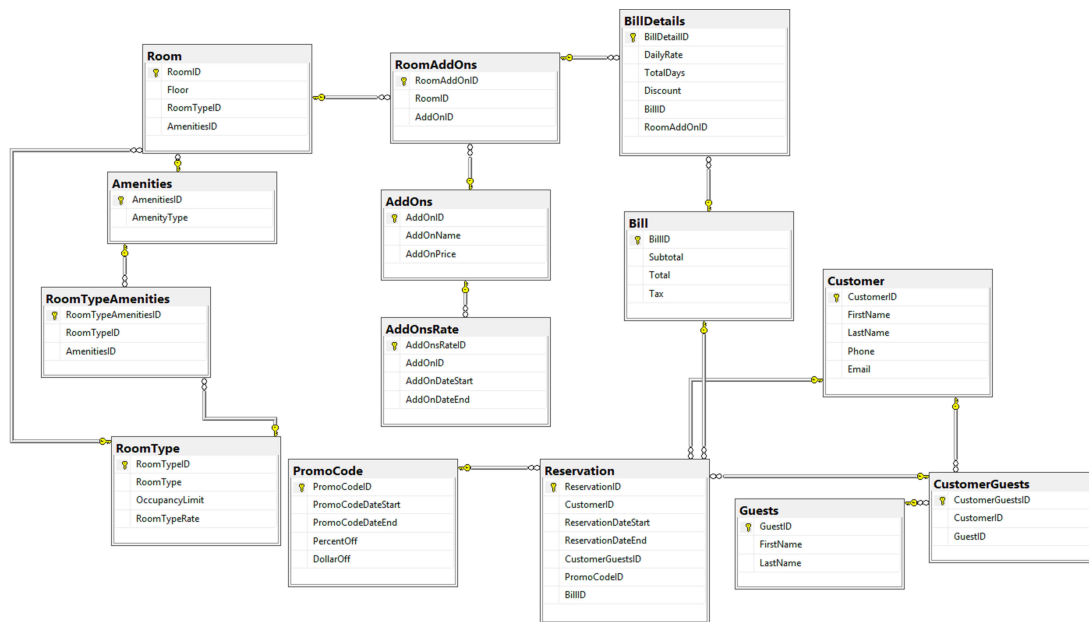 BillDetails
BillDetailID
DailyRate
TotalDays
Discount
BillID
RoomAddOnID
Room
RoomID
Floor
RoomTypeID
AmenitiesID
RoomAddOns
RoomAddOnID
RoomID
AddOnID
Amenities
AmenitiesID
AmenityType
AddOns
AddOnID
AddOnName
AddOnPrice
Bill
BillID
Subtotal
Total
Tax
Customer
CustomerID
FirstName
LastName
Phone
Email
RoomTypeAmenities
RoomTypeAmenitiesID
RoomTypeID
AmenitiesID
AddOnsRate
AddOnsRateID
AddOnID
AddOnDateStart
AddOnDateEnd
RoomType
RoomTypeID
RoomType
OccupancyLimit
RoomTypeRate
PromoCode
PromoCodeID
PromoCodeDateStart
PromoCodeDateEnd
PercentOff
DollarOff
Reservation
ReservationID
CustomerID
ReservationDateStart
ReservationDateEnd
CustomerGuestsID
PromoCodeID
BillID
Guests
GuestID
FirstName
LastName
CustomerGuests
CustomerGuestsID
CustomerID
GuestID